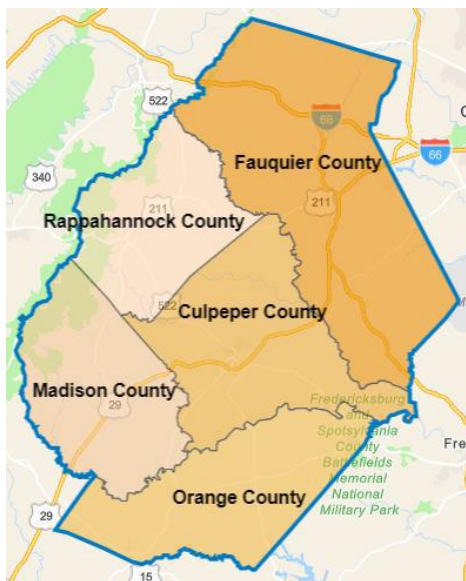 522
66
Fauquier County
66
340
211
211
Rappahannock County
522
Culpeper County
Madison County
29
Fredericksburg
and
Spotsylvania
County
Battlefields
Memorial
National
Military Park
Fre
Orange County
29
15